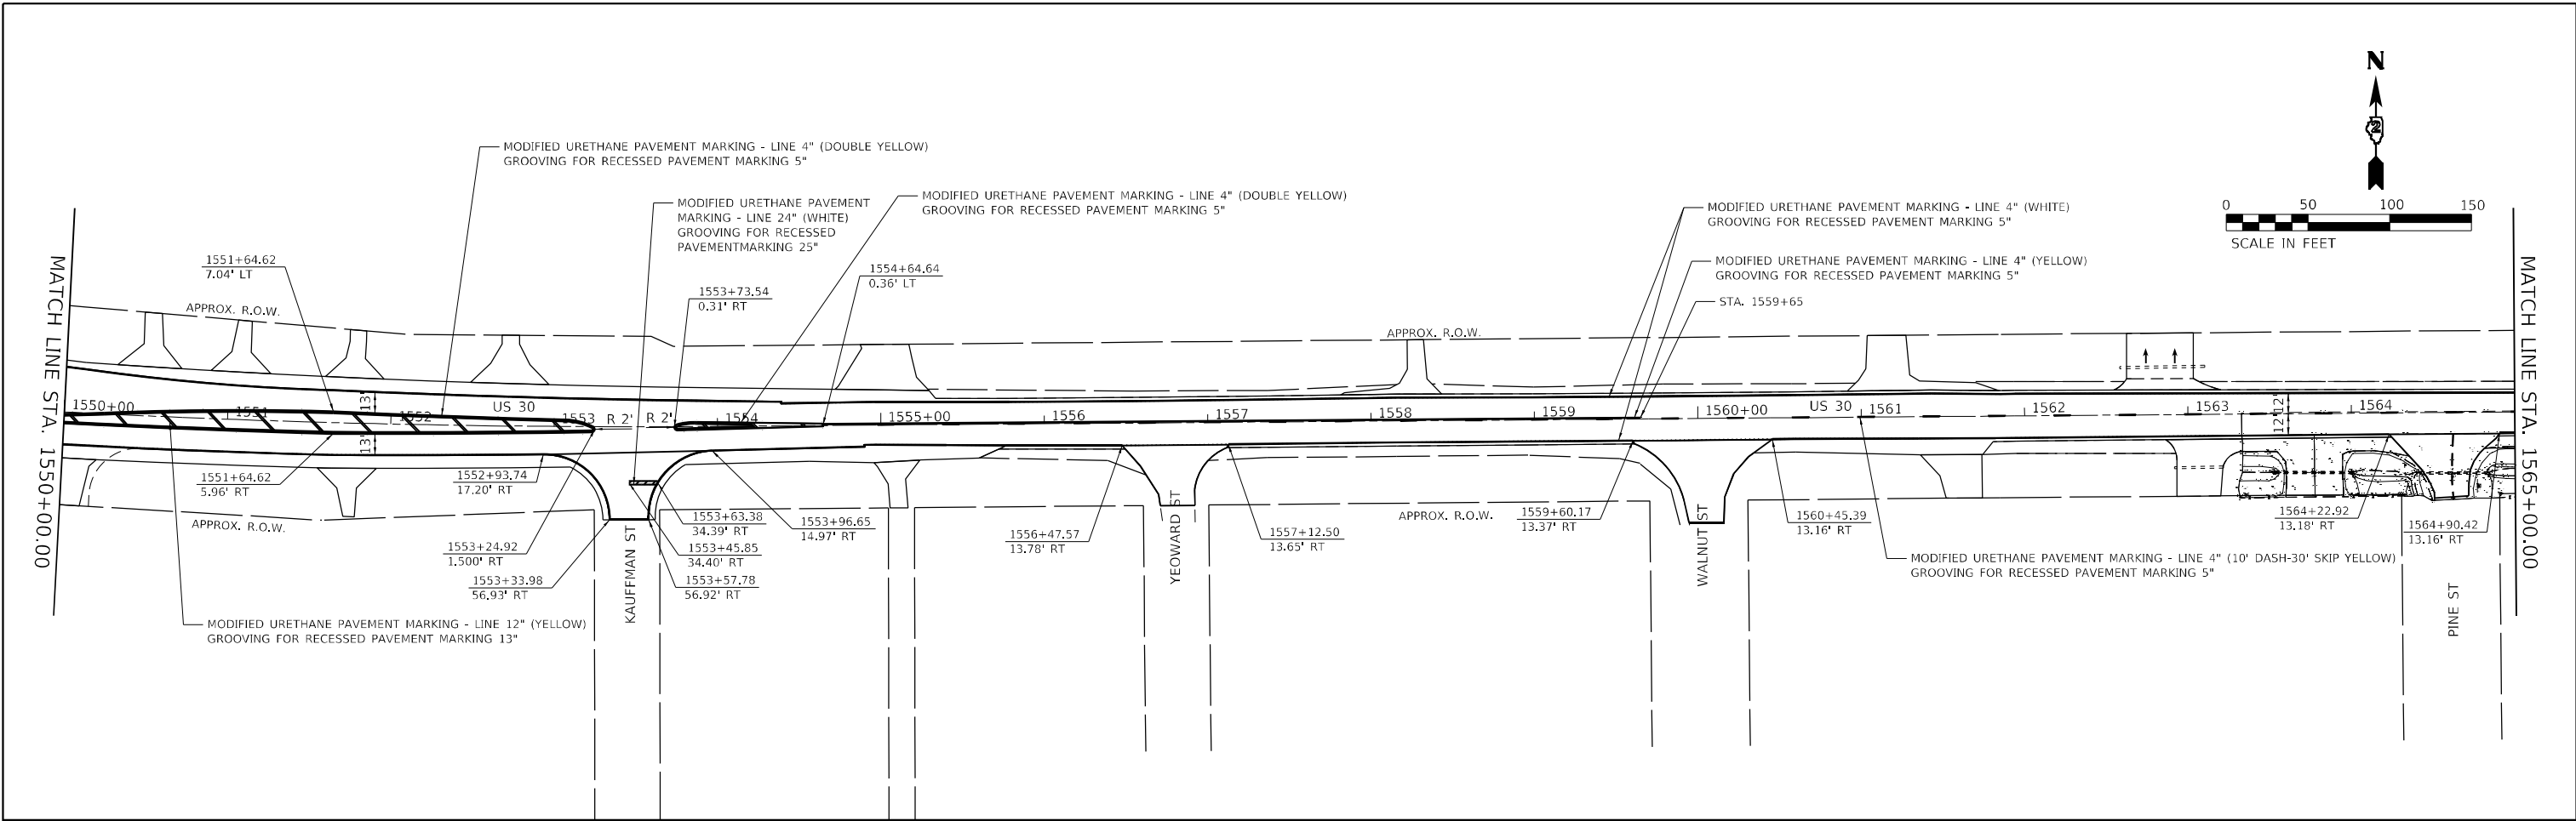 N
0 50 100 150
SCALE IN FEET
MODIFIED URETHANE PAVEMENT MARKING - LINE 4" (DOUBLE YELLOW)
GROOVING FOR RECESSED PAVEMENT MARKING 5"
MODIFIED URETHANE PAVEMENT
MARKING - LINE 24" (WHITE)
GROOVING FOR RECESSED
PAVEMENTMARKING 25"
MODIFIED URETHANE PAVEMENT MARKING - LINE 4" (DOUBLE YELLOW)
GROOVING FOR RECESSED PAVEMENT MARKING 5"
MODIFIED URETHANE PAVEMENT MARKING - LINE 4" (WHITE)
GROOVING FOR RECESSED PAVEMENT MARKING 5"
MODIFIED URETHANE PAVEMENT MARKING - LINE 4" (YELLOW)
GROOVING FOR RECESSED PAVEMENT MARKING 5"
STA. 1559+65
MATCH LINE STA. 1550+00.00
1551+64.62
7.04' LT
1553+73.54
0.31' RT
1554+64.64
0.36' LT
APPROX. R.O.W.
APPROX. R.O.W.
1550+00
1551
13'
1552
US 30
1553
R 2'
R 2'
1554
1555+00
1556
1557
1558
1559
1560+00
US 30
1561
1562
1563
12'
12'
1564
13'
MATCH LINE STA. 1565+00.00
1551+64.62
5.96' RT
1552+93.74
17.20' RT
APPROX. R.O.W.
1553+24.92
1.500' RT
1553+33.98
56.93' RT
KAUFFMAN ST
1553+63.38
34.39' RT
1553+45.85
34.40' RT
1553+57.78
56.92' RT
1553+96.65
14.97' RT
1556+47.57
13.78' RT
YEOWARD ST
1557+12.50
13.65' RT
APPROX. R.O.W.
1559+60.17
13.37' RT
WALNUT ST
1560+45.39
13.16' RT
1564+22.92
13.18' RT
1564+90.42
13.16' RT
PINE ST
MODIFIED URETHANE PAVEMENT MARKING - LINE 4" (10' DASH-30' SKIP YELLOW)
GROOVING FOR RECESSED PAVEMENT MARKING 5"
MODIFIED URETHANE PAVEMENT MARKING - LINE 12" (YELLOW)
GROOVING FOR RECESSED PAVEMENT MARKING 13"